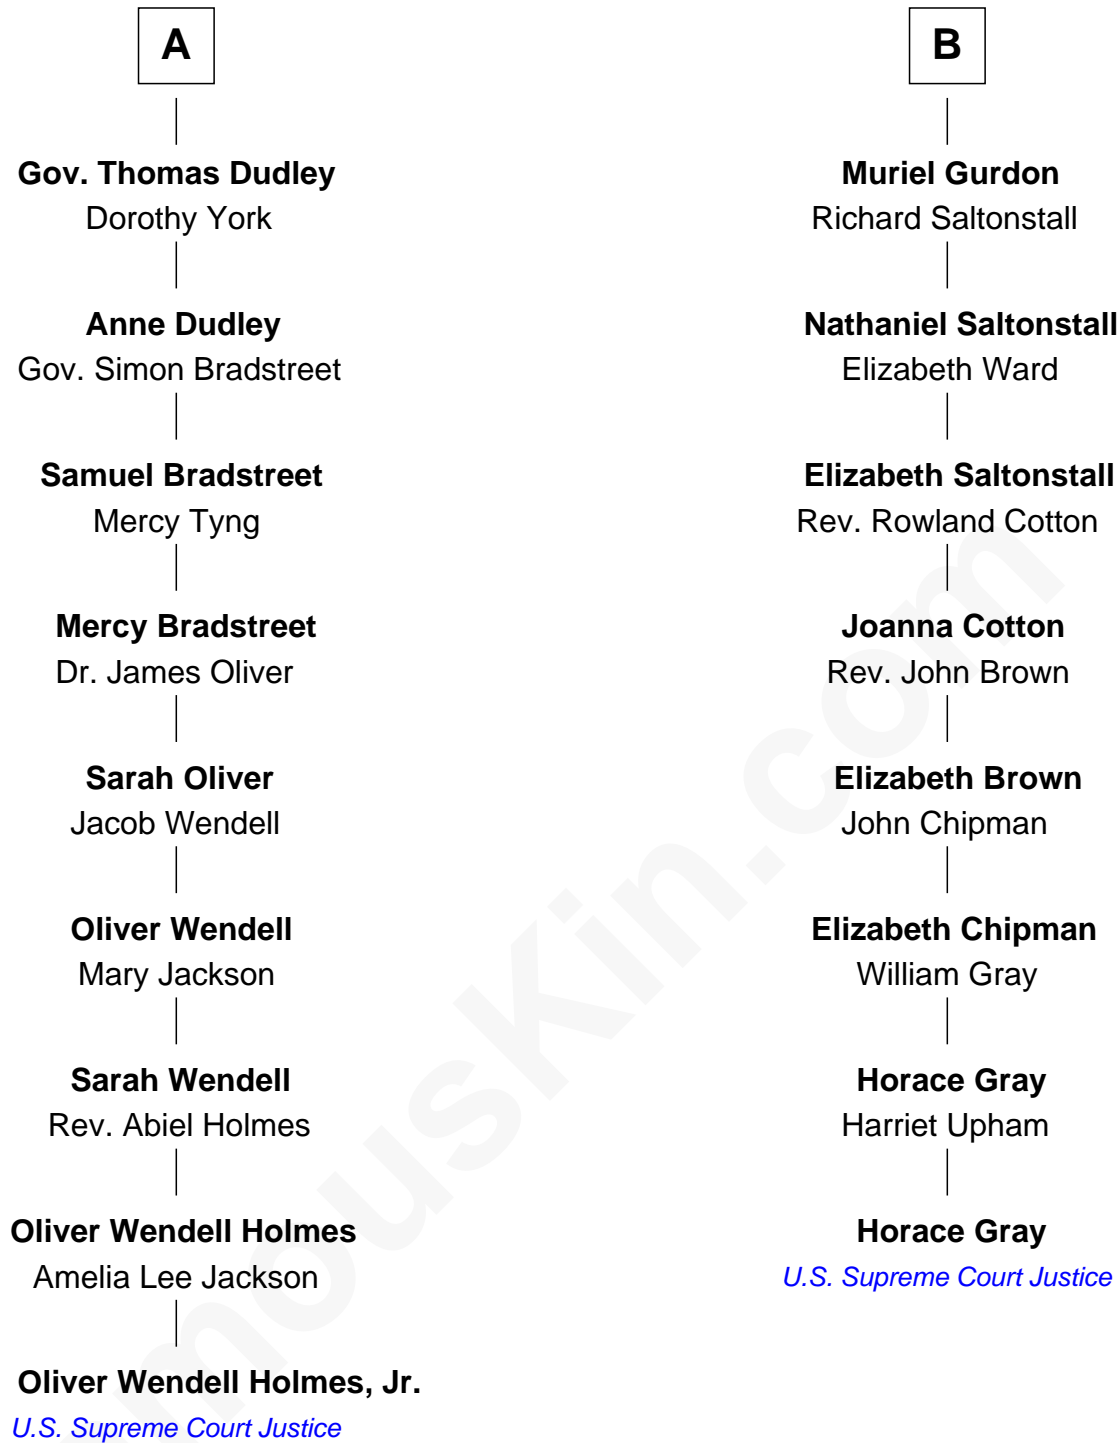 A
Gov. Thomas Dudley
Dorothy York
Anne Dudley
Gov. Simon Bradstreet
Samuel Bradstreet
Mercy Tyng
Mercy Bradstreet
Dr. James Oliver
Sarah Oliver
Jacob Wendell
Oliver Wendell
Mary Jackson
Sarah Wendell
Rev. Abiel Holmes
Oliver Wendell Holmes
Amelia Lee Jackson
Oliver Wendell Holmes, Jr.
U.S. Supreme Court Justice
B
Muriel Gurdon
Richard Saltonstall
Nathaniel Saltonstall
Elizabeth Ward
Elizabeth Saltonstall
Rev. Rowland Cotton
Joanna Cotton
Rev. John Brown
Elizabeth Brown
John Chipman
Elizabeth Chipman
William Gray
Horace Gray
Harriet Upham
Horace Gray
U.S. Supreme Court Justice
mousKin.com